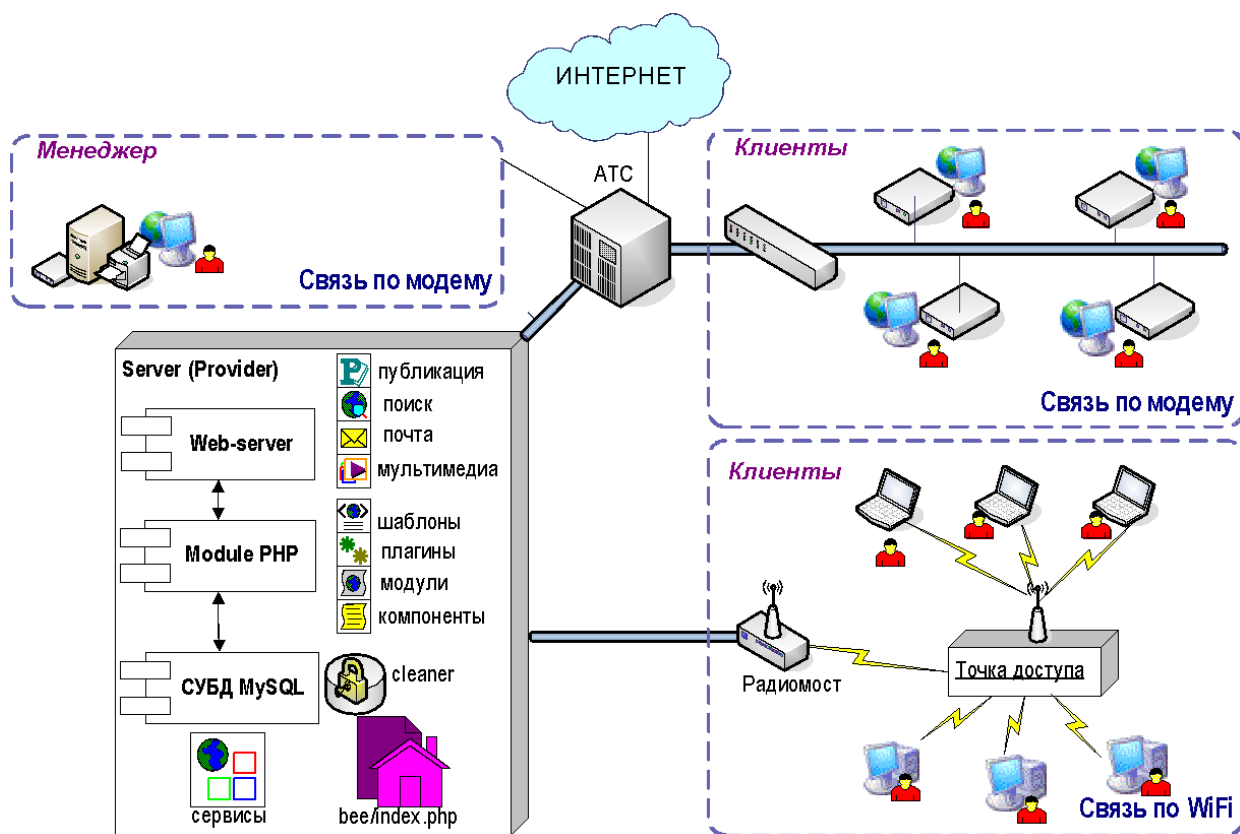 ИНТЕРНЕТ
Менеджер
Связь по модему
АТС
Клиенты
Связь по модему
Server (Provider)
Web-server
Module PHP
СУБД MySQL
публикация
поиск
почта
мультимедиа
шаблоны
плагины
модули
компоненты
cleaner
сервисы
bee/index.php
Клиенты
Радиомост
Точка доступа
Связь по WiFi